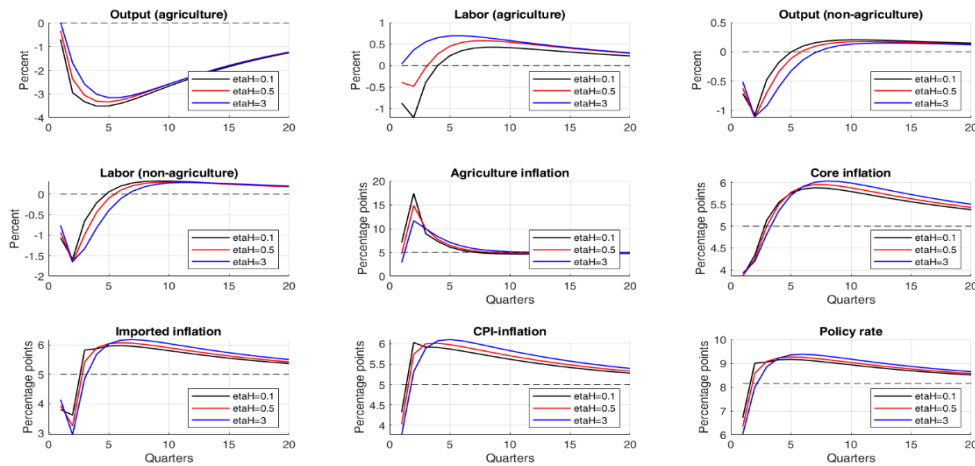 Output (agriculture)
Percent
0
-1
-2
-3
-4
0 5 10 15 20
etaH=0.1
etaH=0.5
etaH=3
Labor (agriculture)
Percent
1
0.5
0
0.5
1
0 5 10 15 20
etaH=0.1
etaH=0.5
etaH=3
Output (non-agriculture)
Percent
0.5
0
-0.5
-1
0 5 10 15 20
etaH=0.1
etaH=0.5
etaH=3
Labor (non-agriculture)
Percent
0
-0.5
-1
-1.5
-2
0 5 10 15 20
etaH=0.1
etaH=0.5
etaH=3
Agriculture inflation
Percentage points
20
15
10
5
0
0 5 10 15 20
Quarters
etaH=0.1
etaH=0.5
etaH=3
Core inflation
Percentage points
6
5.5
5
4.5
4
0 5 10 15 20
Quarters
etaH=0.1
etaH=0.5
etaH=3
Imported inflation
Percentage points
6
5
4
3
0 5 10 15 20
Quarters
etaH=0.1
etaH=0.5
etaH=3
CPI-inflation
Percentage points
6
5.5
5
4.5
4
0 5 10 15 20
Quarters
etaH=0.1
etaH=0.5
etaH=3
Policy rate
Percentage points
10
9
8
7
6
0 5 10 15 20
Quarters
etaH=0.1
etaH=0.5
etaH=3